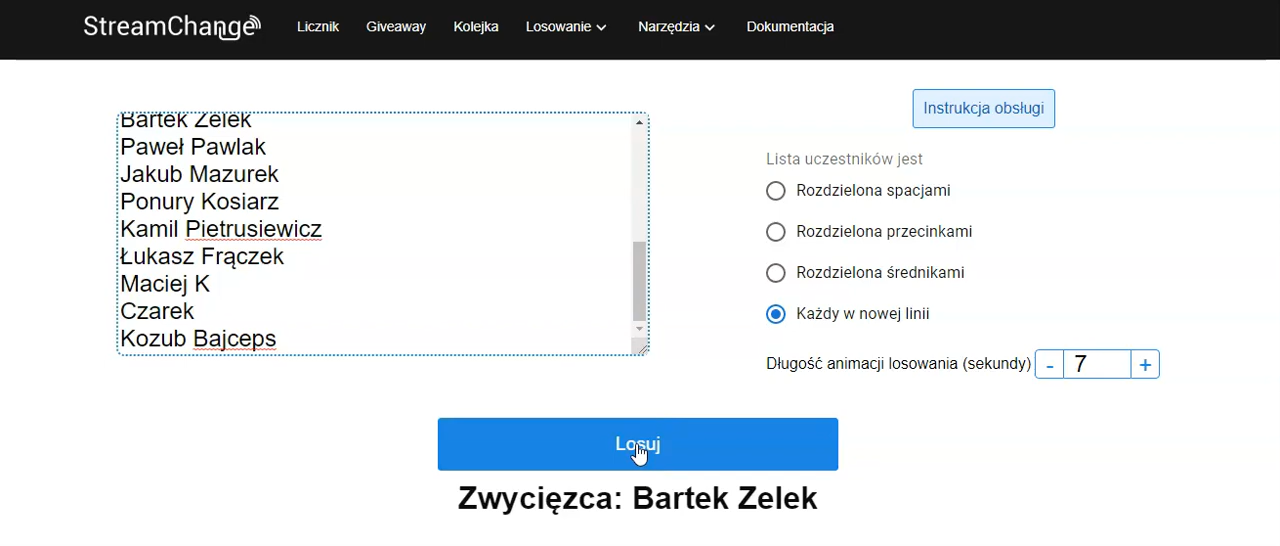 StreamChange
Licznik Giveaway Kolejka Losowanie Narzędzia Dokumentacja
Bartek Zelek
Paweł Pawlak
Jakub Mazurek
Ponury Kosiarz
Kamil Pietrusiewicz
Łukasz Frączek
Maciej K
Czarek
Kozub Bajceps
Instrukcja obsługi
Lista uczestników jest
Rozdzielona spacjami
Rozdzielona przecinkami
Rozdzielona średnikami
Każdy w nowej linii
Długość animacji losowania (sekundy) - 7 +
Losuj
Zwycięzca: Bartek Zelek